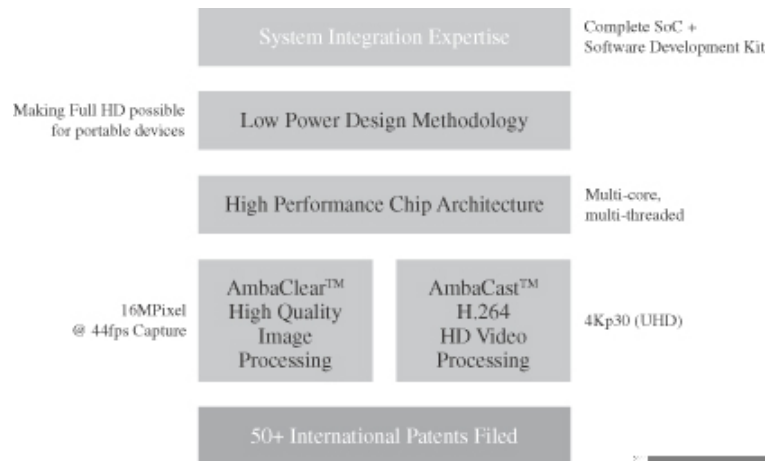 System Integration Expertise
Complete SoC +
Software Development Kit
Making Full HD possible
for portable devices
Low Power Design Methodology
High Performance Chip Architecture
Multi-core,
multi-threaded
16MPixel
@ 44fps Capture
AmbaClear™
High Quality
Image
Processing
AmbaCast™
H.264
HD Video
Processing
4Kp30 (UHD)
50+ International Patents Filed